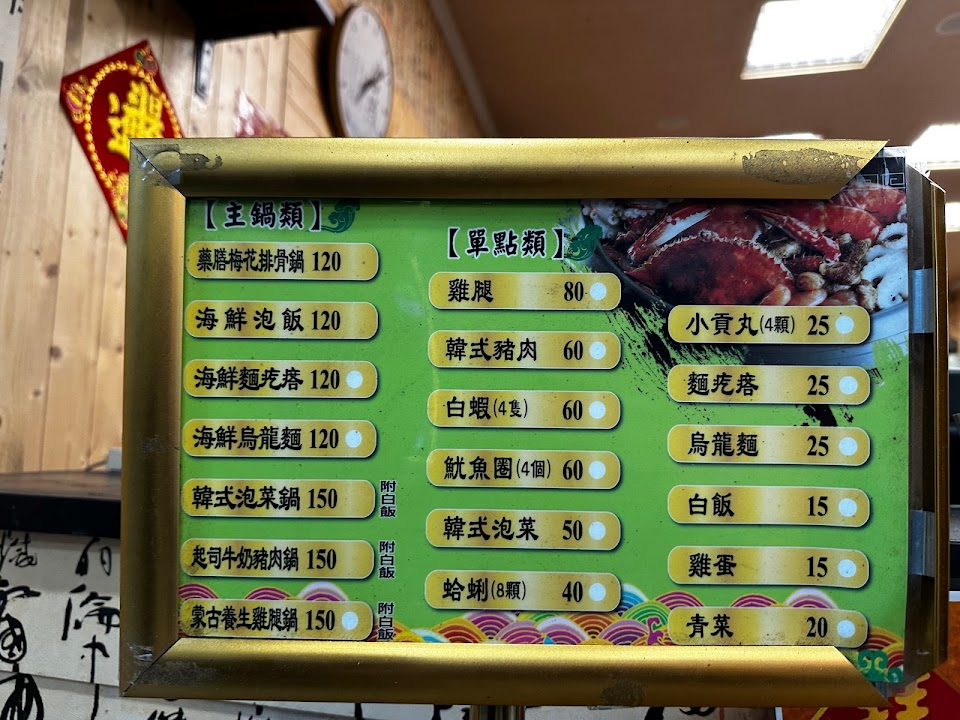 【主鍋類】
藥膳梅花排骨鍋 120
海鮮泡飯 120
海鮮麵疙瘩 120
海鮮烏龍麵 120
韓式泡菜鍋 150 附白飯
起司牛奶豬肉鍋 150 附白飯
蒙古養生雞腿鍋 150 附白飯
【單點類】
雞腿 80
韓式豬肉 60
白蝦(4隻) 60
魷魚圈(4個) 60
韓式泡菜 50
蛤蜊(8顆) 40
小貢丸(4顆) 25
麵疙瘩 25
烏龍麵 25
白飯 15
雞蛋 15
青菜 20